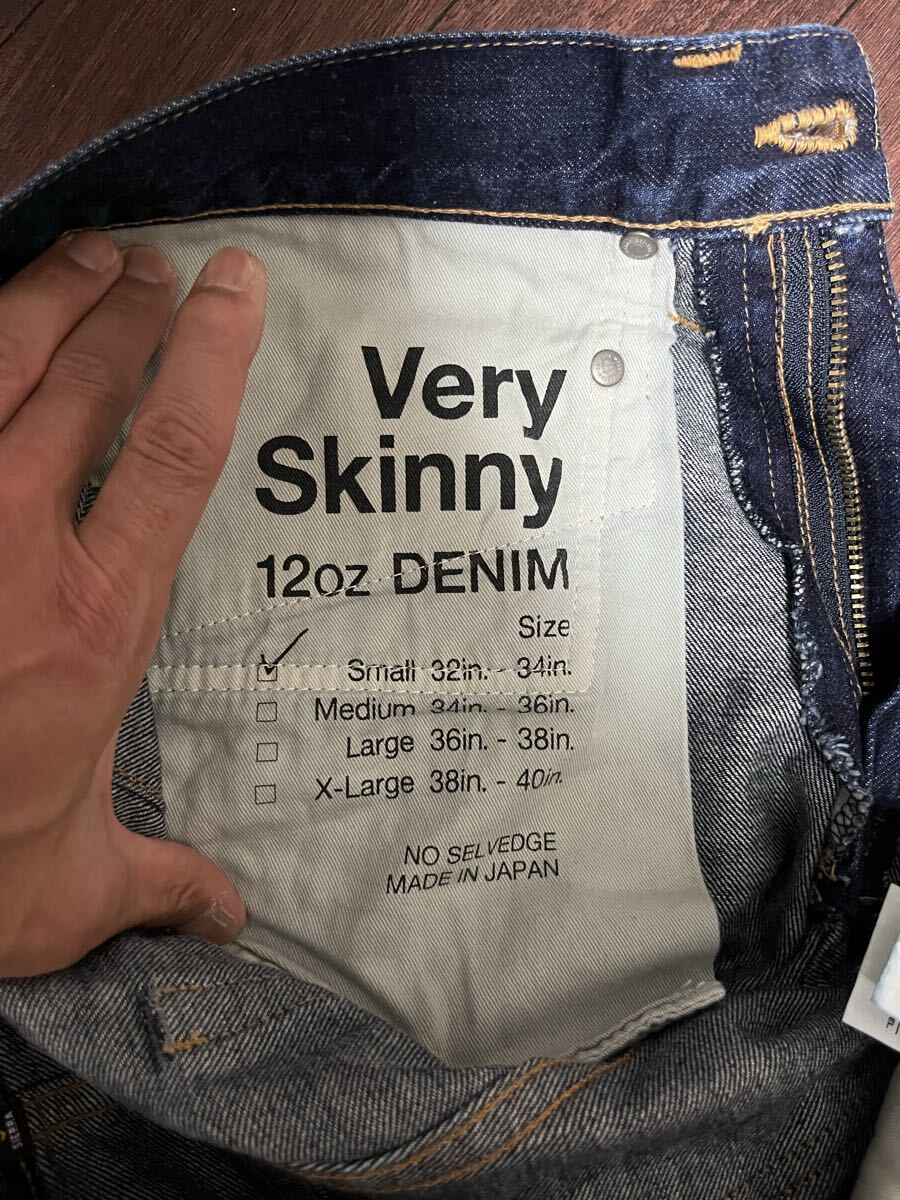 Very
Skinny
12oz DENIM
Size
Small 32in. - 34in.
Medium 34in. - 36in.
Large 36in. - 38in.
X-Large 38in. - 40in.
NO SELVEDGE
MADE IN JAPAN